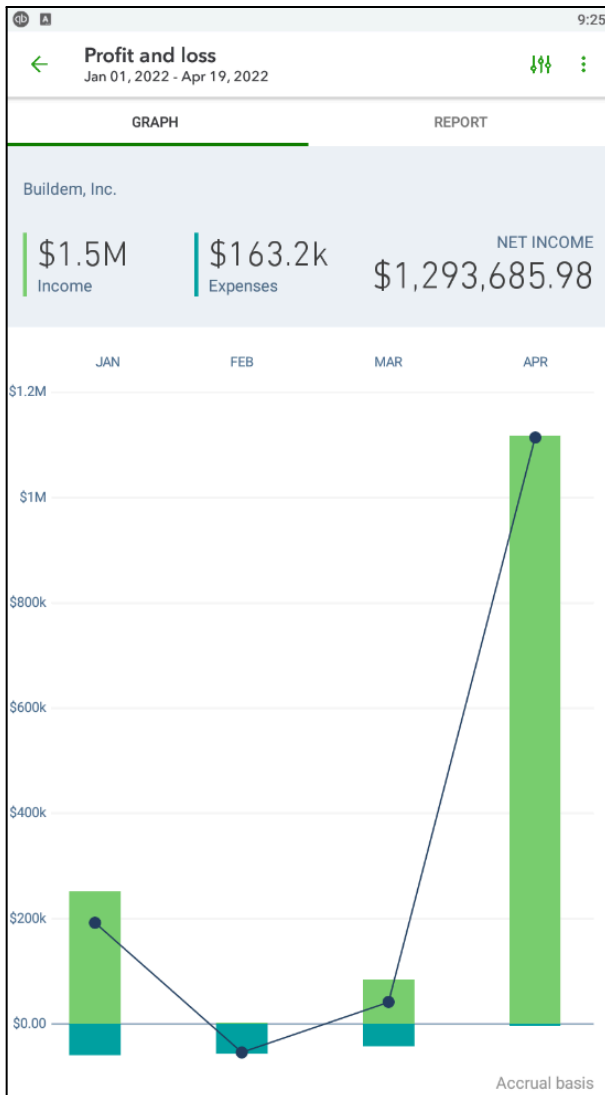 qb A 9:25
Profit and loss
Jan 01, 2022 - Apr 19, 2022
GRAPH REPORT
Buildem, Inc.
$1.5M $163.2k NET INCOME
Income Expenses $1,293,685.98
JAN FEB MAR APR
$1.2M
$1M
$800k
$600k
$400k
$200k
$0.00
Accrual basis